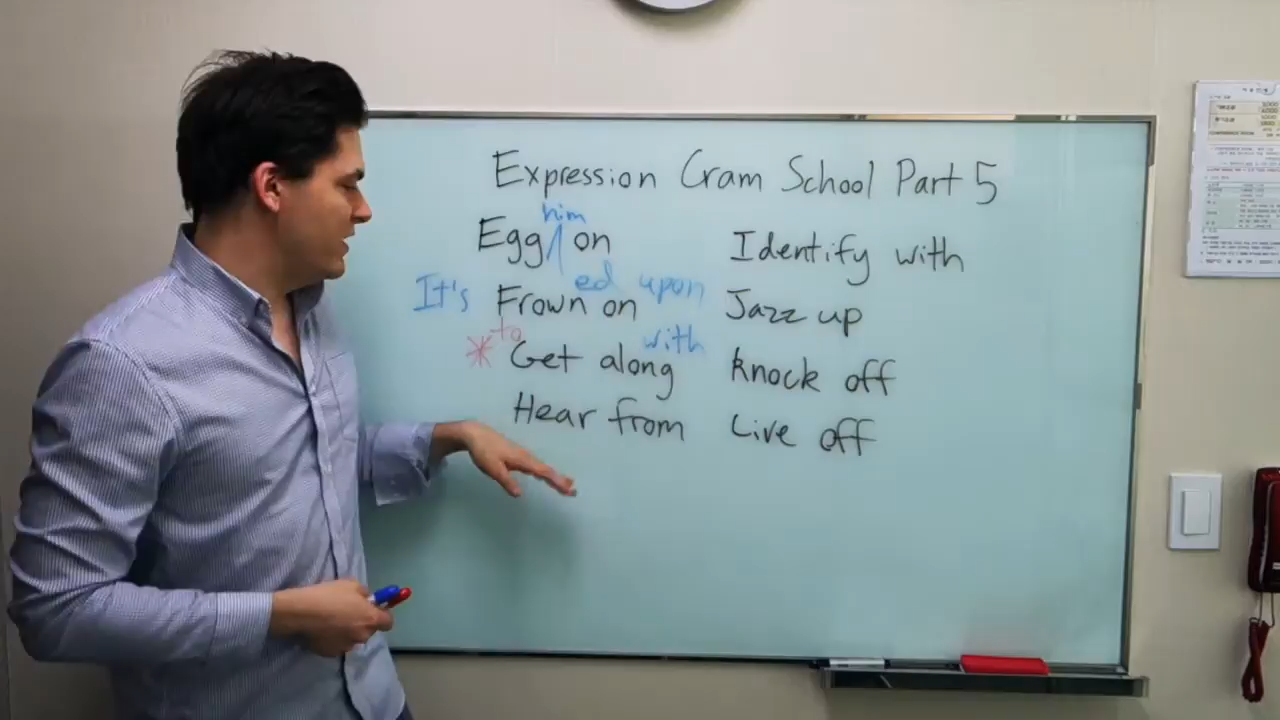 Expression Cram School Part 5
him
Egg on
ed upon
It's Frown on
to
with
* Get along
Hear from
Identify with
Jazz up
Knock off
Live off